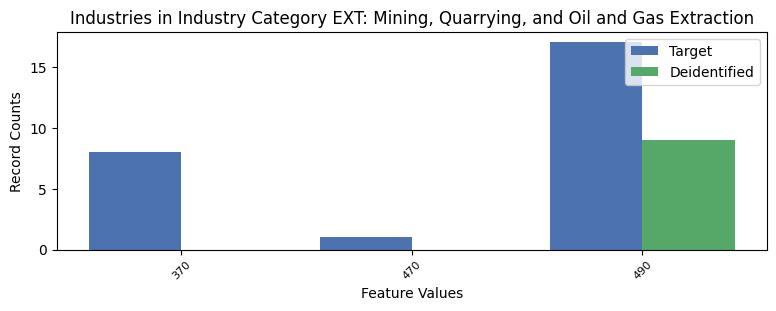 Industries in Industry Category EXT: Mining, Quarrying, and Oil and Gas Extraction
Target
Deidentified
Record Counts
15
10
5
0
370
470
490
Feature Values